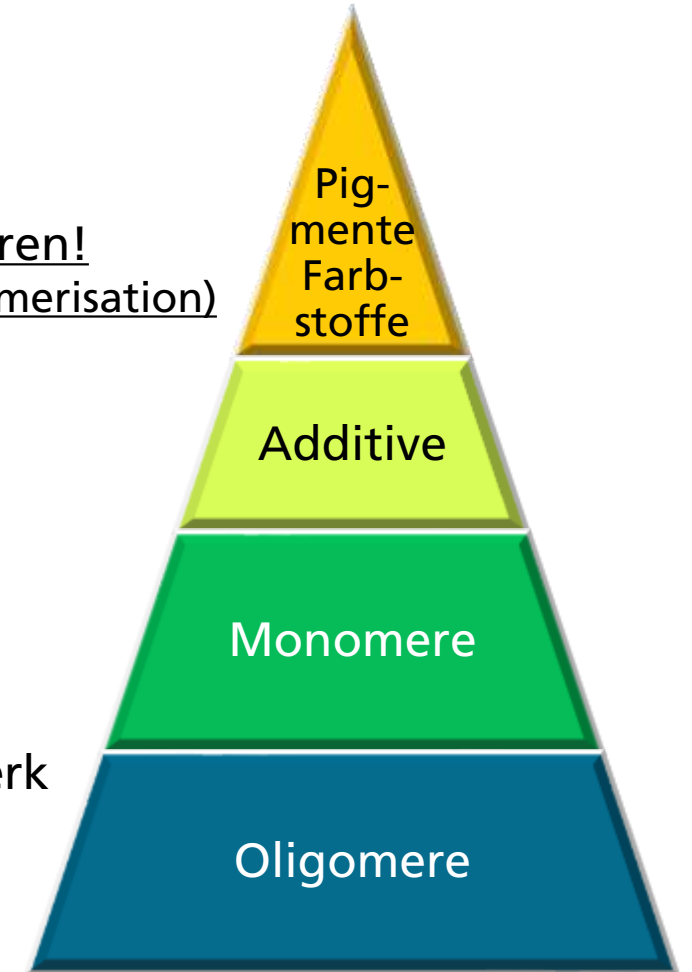 Pig-
mente
Farb-
stoffe
ren!
merisation)
Additive
Monomere
erk
Oligomere